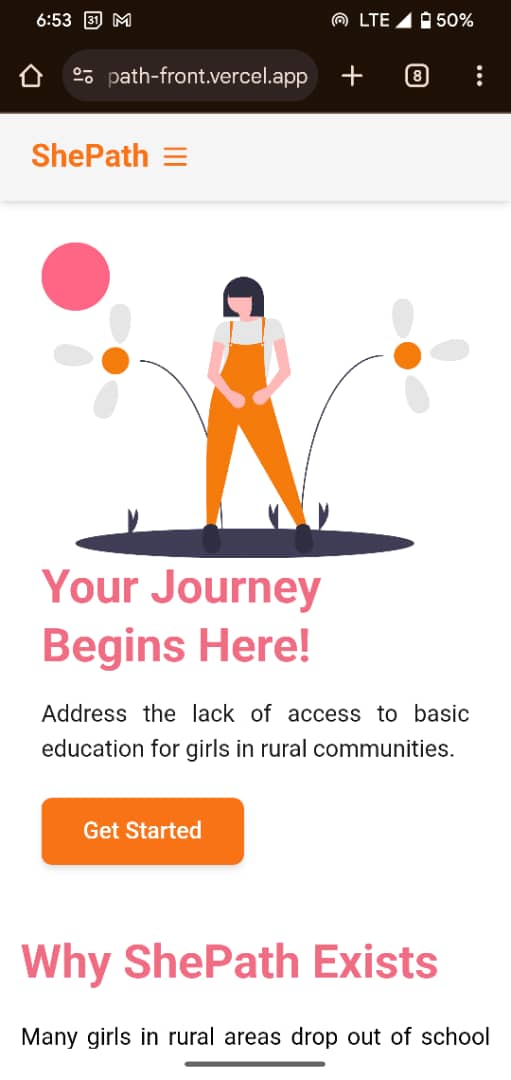 6:53 31 LTE 50%
path-front.vercel.app 8
ShePath
Your Journey
Begins Here!
Address the lack of access to basic
education for girls in rural communities.
Get Started
Why ShePath Exists
Many girls in rural areas drop out of school